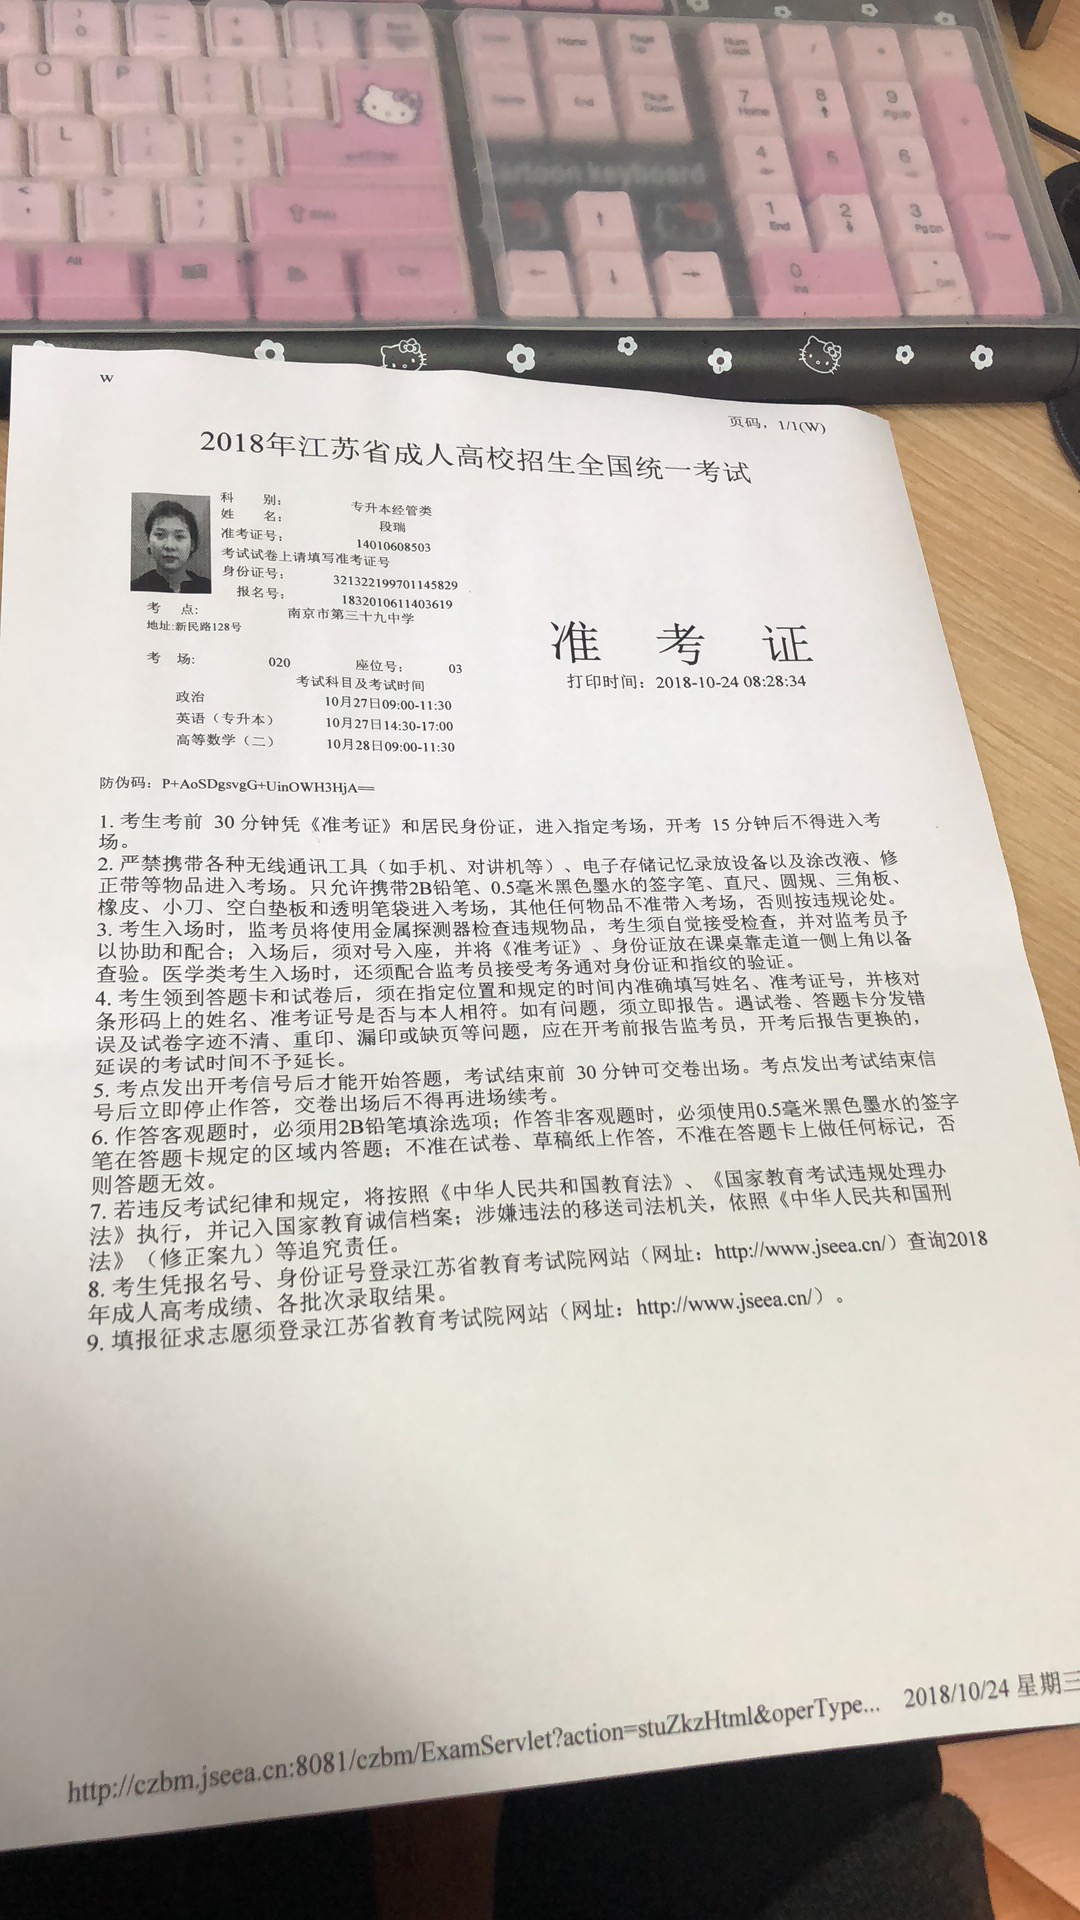 O
P
L
Alt
Home
Page Up
Num Lock
/
End
Page Down
7 Home
8
9 PgUp
4
5
6
1 End
2
3 PgDn
0 Ins
cartoon keyboard
W
页码，1/1(W)
2018年江苏省成人高校招生全国统一考试
科 别： 专升本经管类
姓 名： 段瑞
准考证号： 14010608503
考试试卷上请填写准考证号
身份证号： 321322199701145829
报名号： 1832010611403619
考 点: 南京市第三十九中学
地址:新民路128号
准 考 证
打印时间：2018-10-24 08:28:34
考 场: 020 座位号： 03
考试科目及考试时间
政治 10月27日09:00-11:30
英语（专升本） 10月27日14:30-17:00
高等数学（二） 10月28日09:00-11:30
防伪码：P+AoSDgsvgG+UinOWH3HjA==
1. 考生考前 30 分钟凭《准考证》和居民身份证，进入指定考场，开考 15 分钟后不得进入考
场。
2. 严禁携带各种无线通讯工具（如手机、对讲机等）、电子存储记忆录放设备以及涂改液、修
正带等物品进入考场。只允许携带2B铅笔、0.5毫米黑色墨水的签字笔、直尺、圆规、三角板、
橡皮、小刀、空白垫板和透明笔袋进入考场，其他任何物品不准带入考场，否则按违规论处。
3. 考生入场时，监考员将使用金属探测器检查违规物品，考生须自觉接受检查，并对监考员予
以协助和配合；入场后，须对号入座，并将《准考证》、身份证放在课桌靠走道一侧上角以备
查验。医学类考生入场时，还须配合监考员接受考务通对身份证和指纹的验证。
4. 考生领到答题卡和试卷后，须在指定位置和规定的时间内准确填写姓名、准考证号，并核对
条形码上的姓名、准考证号是否与本人相符。如有问题，须立即报告。遇试卷、答题卡分发错
误及试卷字迹不清、重印、漏印或缺页等问题，应在开考前报告监考员，开考后报告更换的，
延误的考试时间不予延长。
5. 考点发出开考信号后才能开始答题，考试结束前 30 分钟可交卷出场。考点发出考试结束信
号后立即停止作答，交卷出场后不得再进场续考。
6. 作答客观题时，必须用2B铅笔填涂选项；作答非客观题时，必须使用0.5毫米黑色墨水的签字
笔在答题卡规定的区域内答题；不准在试卷、草稿纸上作答，不准在答题卡上做任何标记，否
则答题无效。
7. 若违反考试纪律和规定，将按照《中华人民共和国教育法》、《国家教育考试违规处理办
法》执行，并记入国家教育诚信档案；涉嫌违法的移送司法机关，依照《中华人民共和国刑
法》（修正案九）等追究责任。
8. 考生凭报名号、身份证号登录江苏省教育考试院网站（网址：http://www.jseea.cn/）查询2018
年成人高考成绩、各批次录取结果。
9. 填报征求志愿须登录江苏省教育考试院网站（网址：http://www.jseea.cn/）。
http://czbm.jseea.cn:8081/czbm/ExamServlet?action=stuZkzHtml&operType... 2018/10/24 星期三